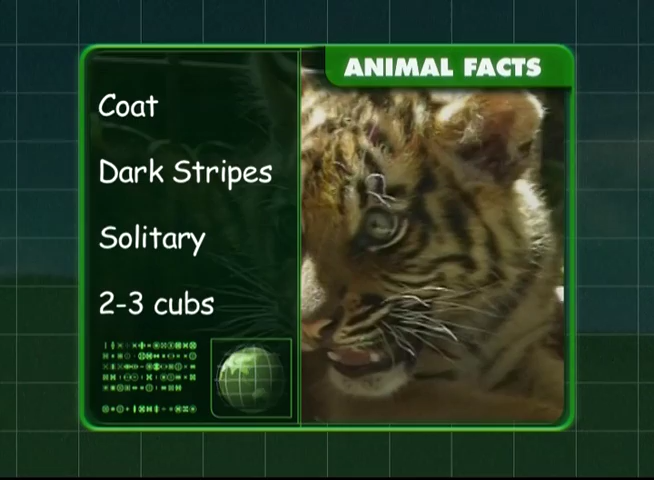 ANIMAL FACTS
Coat
Dark Stripes
Solitary
2-3 cubs